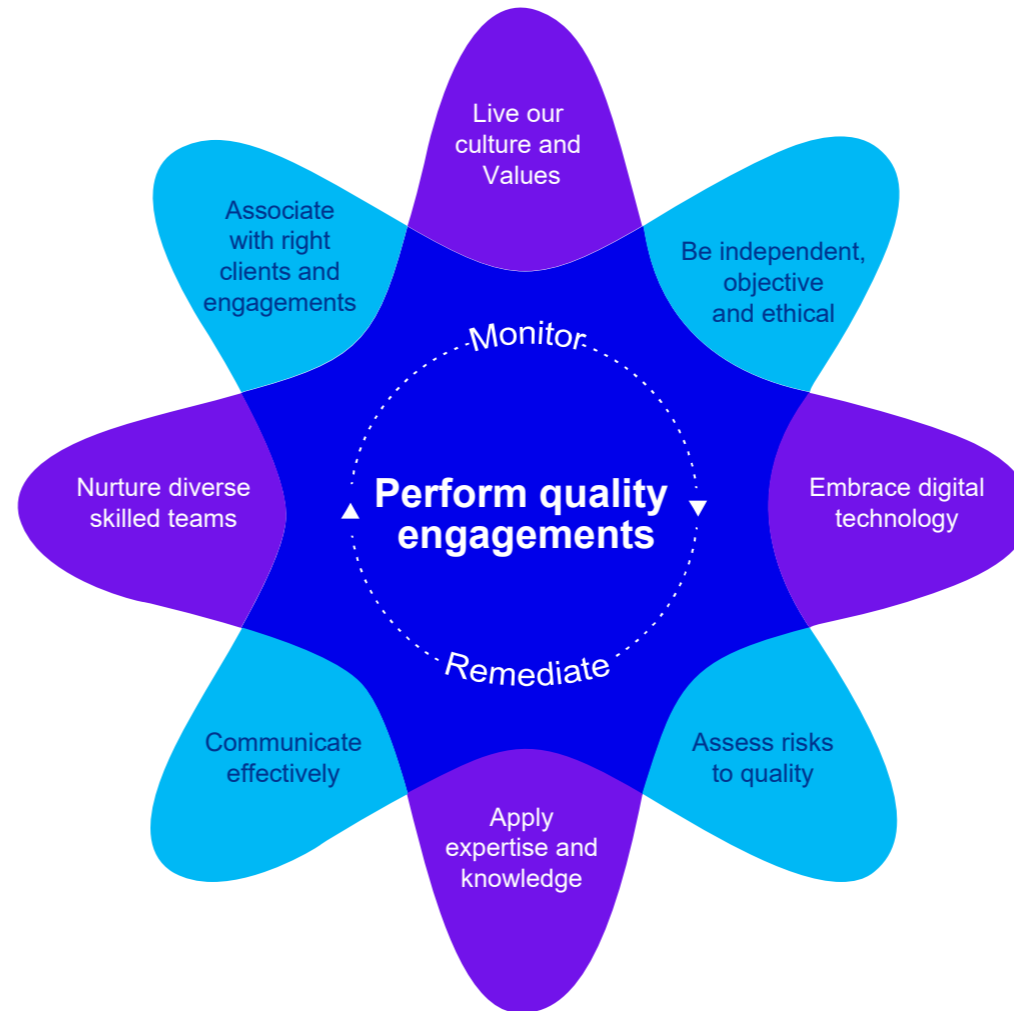 Live our
culture and
Values
Associate
with right
clients and
engagements
Be independent,
objective
and ethical
Monitor
Nurture diverse
skilled teams
Perform quality
engagements
Embrace digital
technology
Remediate
Communicate
effectively
Assess risks
to quality
Apply
expertise and
knowledge